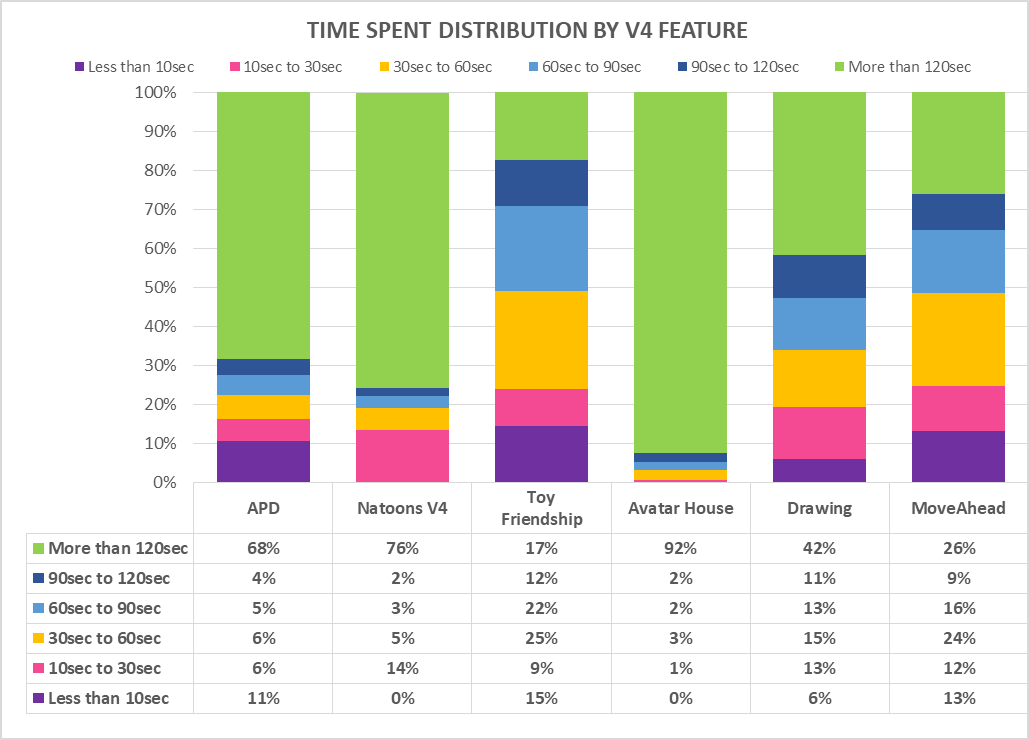 TIME SPENT DISTRIBUTION BY V4 FEATURE
Less than 10sec 10sec to 30sec 30sec to 60sec 60sec to 90sec 90sec to 120sec More than 120sec
100%
90%
80%
70%
60%
50%
40%
30%
20%
10%
0%
APD Natoons V4 Toy Friendship Avatar House Drawing MoveAhead
More than 120sec 68% 76% 17% 92% 42% 26%
90sec to 120sec 4% 2% 12% 2% 11% 9%
60sec to 90sec 5% 3% 22% 2% 13% 16%
30sec to 60sec 6% 5% 25% 3% 15% 24%
10sec to 30sec 6% 14% 9% 1% 13% 12%
Less than 10sec 11% 0% 15% 0% 6% 13%